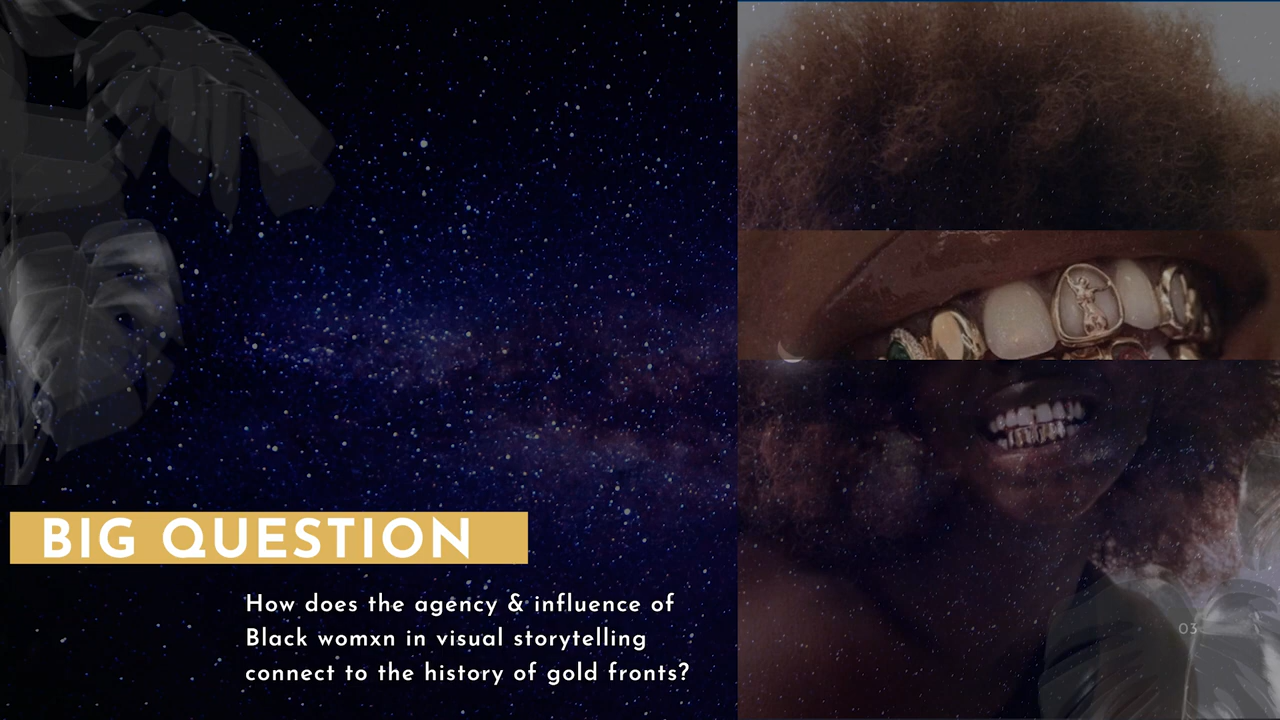 BIG QUESTION
How does the agency & influence of
Black womxn in visual storytelling
connect to the history of gold fronts?
03